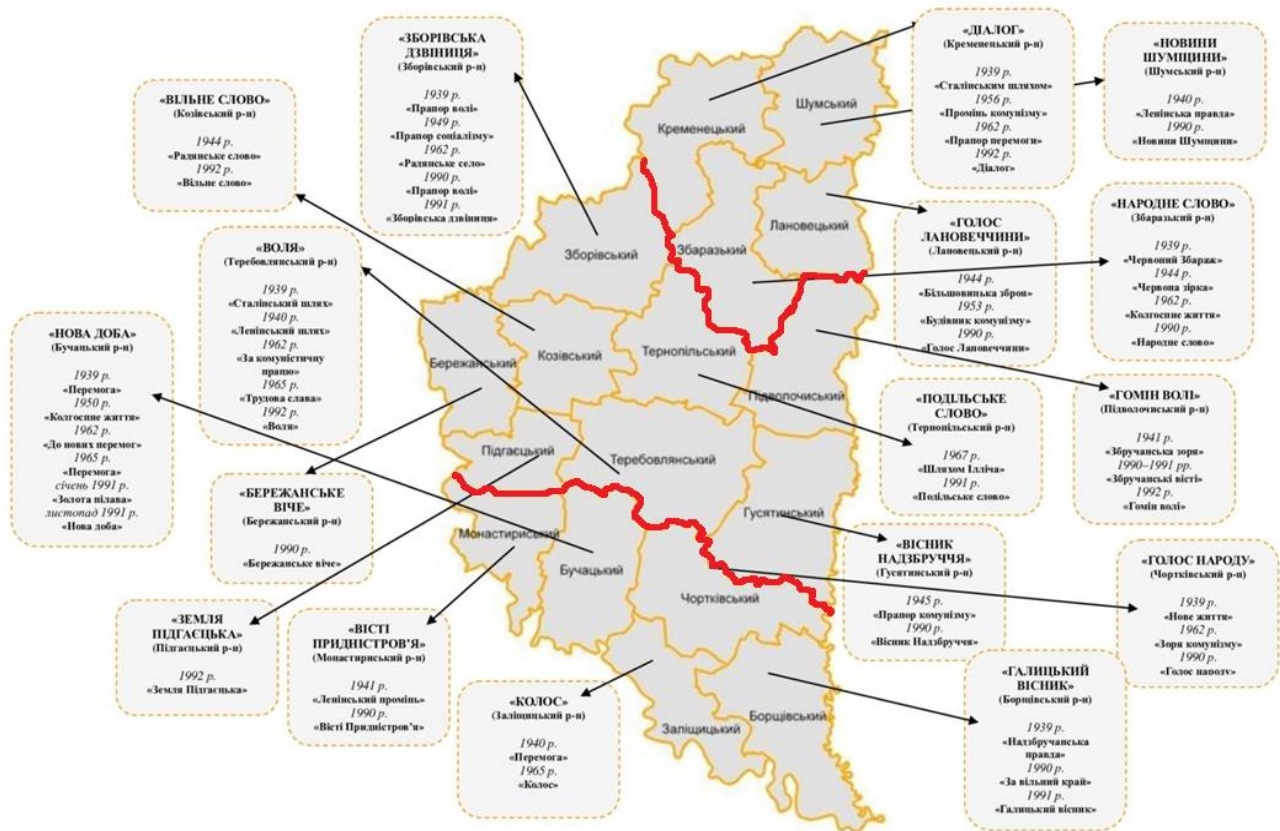 «ЗБОРІВСЬКА
ДЗВІНИЦЯ»
(Зборівський р-н)
1939 р.
«Прапор волі»
1949 р.
«Прапор соціалізму»
1962 р.
«Радянське село»
1990 р.
«Прапор волі»
1991 р.
«Зборівська дзвіниця»
«ДІАЛОГ»
(Кременецький р-н)
1939 р.
«Сталінським шляхом»
1956 р.
«Промінь комунізму»
1962 р.
«Прапор перемоги»
1992 р.
«Діалог»
«НОВИНИ
ШУМЩИНИ»
(Шумський р-н)
1940 р.
«Ленінська правда»
1990 р.
«Новини Шумщини»
«ВІЛЬНЕ СЛОВО»
(Козівський р-н)
1944 р.
«Радянське слово»
1992 р.
«Вільне слово»
«ВОЛЯ»
(Теребовлянський р-н)
1939 р.
«Сталінський шлях»
1940 р.
«Ленінський шлях»
1962 р.
«За комуністичну
працю»
1965 р.
«Трудова слава»
1992 р.
«Воля»
«ГОЛОС
ЛАНОВЕЧЧИНИ»
(Лановецький р-н)
1944 р.
«Більшовицька зброя»
1953 р.
«Будівник комунізму»
1990 р.
«Голос Лановеччини»
«НАРОДНЕ СЛОВО»
(Збаразький р-н)
1939 р.
«Червоний Збараж»
1944 р.
«Червона зірка»
1962 р.
«Колгоспне життя»
1990 р.
«Народне слово»
«НОВА ДОБА»
(Бучацький р-н)
1939 р.
«Перемога»
1950 р.
«Колгоспне життя»
1962 р.
«До нових перемог»
1965 р.
«Перемога»
січень 1991 р.
«Золота пілава»
листопад 1991 р.
«Нова доба»
«ПОДІЛЬСЬКЕ
СЛОВО»
(Тернопільський р-н)
1967 р.
«Шляхом Ілліча»
1991 р.
«Подільське слово»
«ГОМІН ВОЛІ»
(Підволочиський р-н)
1941 р.
«Збручанська зоря»
1990–1991 рр.
«Збручанські вісті»
1992 р.
«Гомін волі»
«БЕРЕЖАНСЬКЕ
ВІЧЕ»
(Бережанський р-н)
1990 р.
«Бережанське віче»
«ВІСНИК
НАДЗБРУЧЧЯ»
(Гусятинський р-н)
1945 р.
«Прапор комунізму»
1990 р.
«Вісник Надзбруччя»
«ГОЛОС НАРОДУ»
(Чортківський р-н)
1939 р.
«Нове життя»
1962 р.
«Зоря комунізму»
1990 р.
«Голос народу»
«ЗЕМЛЯ
ПІДГАЄЦЬКА»
(Підгаєцький р-н)
1992 р.
«Земля Підгаєцька»
«ВІСТІ
ПРИДНІСТРОВ’Я»
(Монастириський р-н)
1941 р.
«Ленінський промінь»
1990 р.
«Вісті Придністров’я»
«КОЛОС»
(Заліщицький р-н)
1940 р.
«Перемога»
1965 р.
«Колос»
«ГАЛИЦЬКИЙ
ВІСНИК»
(Борщівський р-н)
1939 р.
«Надзбручанська
правда»
1990 р.
«За вільний край»
1991 р.
«Галицький вісник»
Шумський
Кременецький
Лановецький
Збаразький
Зборівський
Козівський
Тернопільський
Бережанський
Підволочиський
Підгаєцький
Теребовлянський
Гусятинський
Монастириський
Бучацький
Чортківський
Борщівський
Заліщицький